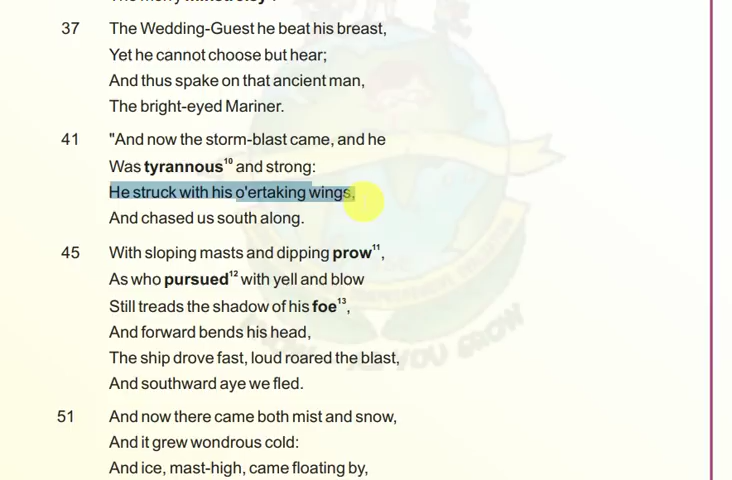 The merry minstrelsy
37 The Wedding-Guest he beat his breast,
Yet he cannot choose but hear;
And thus spake on that ancient man,
The bright-eyed Mariner.
41 "And now the storm-blast came, and he
Was tyrannous¹⁰ and strong:
He struck with his o'ertaking wings,
And chased us south along.
45 With sloping masts and dipping prow¹¹,
As who pursued¹² with yell and blow
Still treads the shadow of his foe¹³,
And forward bends his head,
The ship drove fast, loud roared the blast,
And southward aye we fled.
51 And now there came both mist and snow,
And it grew wondrous cold:
And ice, mast-high, came floating by,
YOU GROW